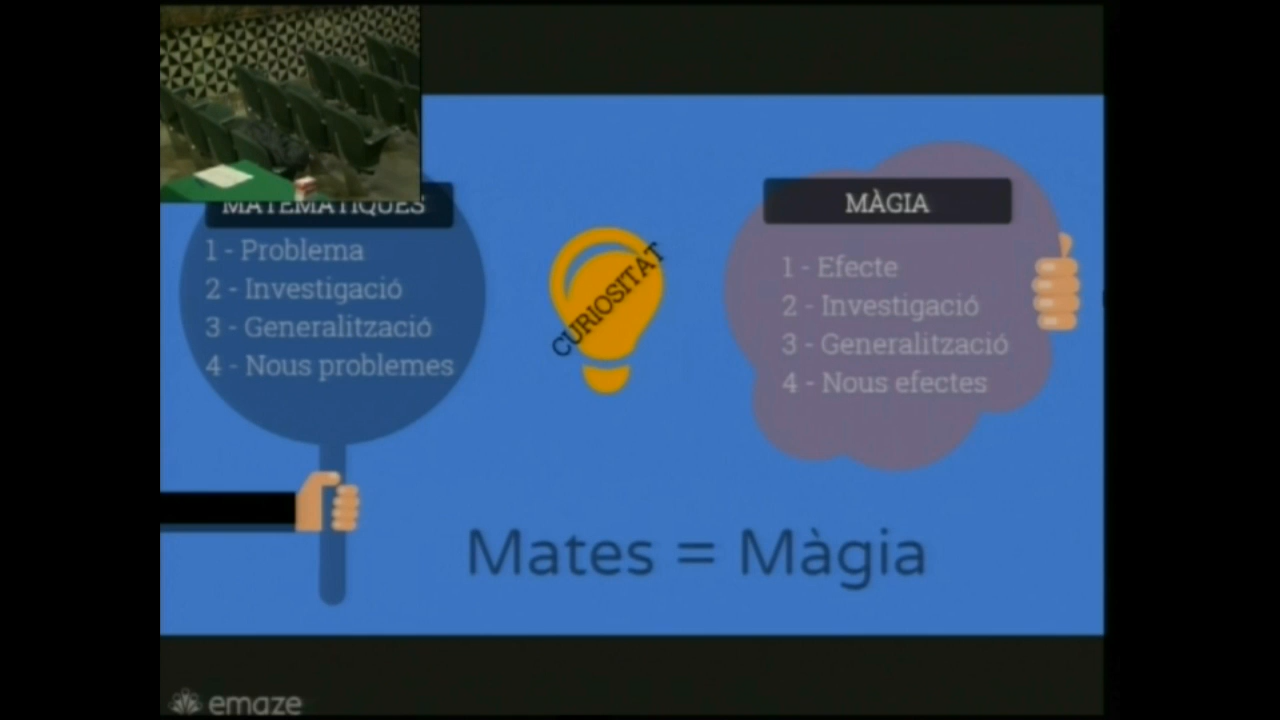 MATEMÀTIQUES
1 - Problema
2 - Investigació
3 - Generalització
4 - Nous problemes
CURIOSITAT
MÀGIA
1 - Efecte
2 - Investigació
3 - Generalització
4 - Nous efectes
Mates = Màgia
emaze